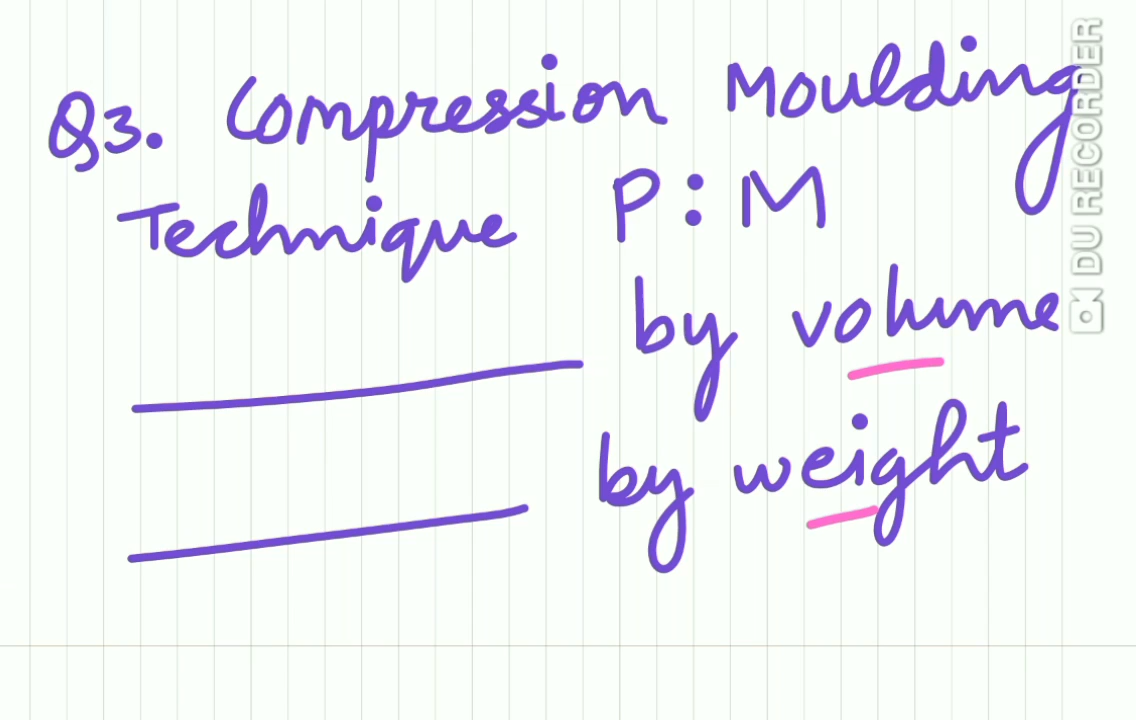 Q3. Compression Moulding
Technique P:M
by volume
by weight
DU RECORDER